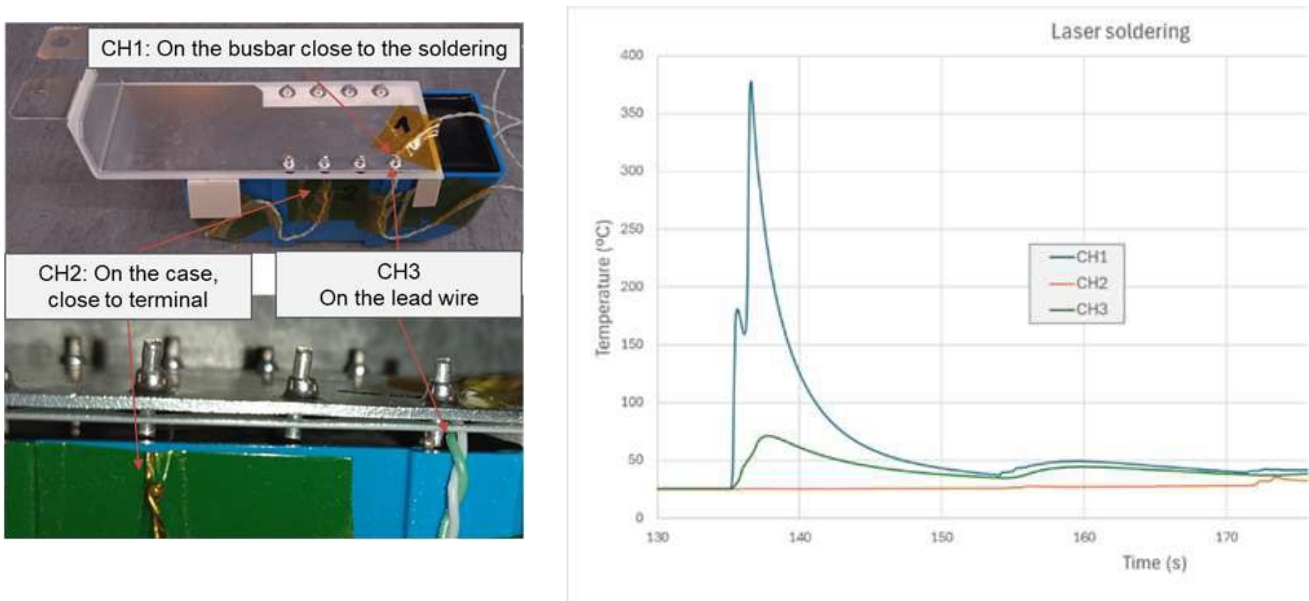 CH1: On the busbar close to the soldering
CH2: On the case,
close to terminal
CH3
On the lead wire
Laser soldering
Temperature (ºC)
400
350
300
250
200
150
100
50
0
130
140
150
160
170
Time (s)
CH1
CH2
CH3
1